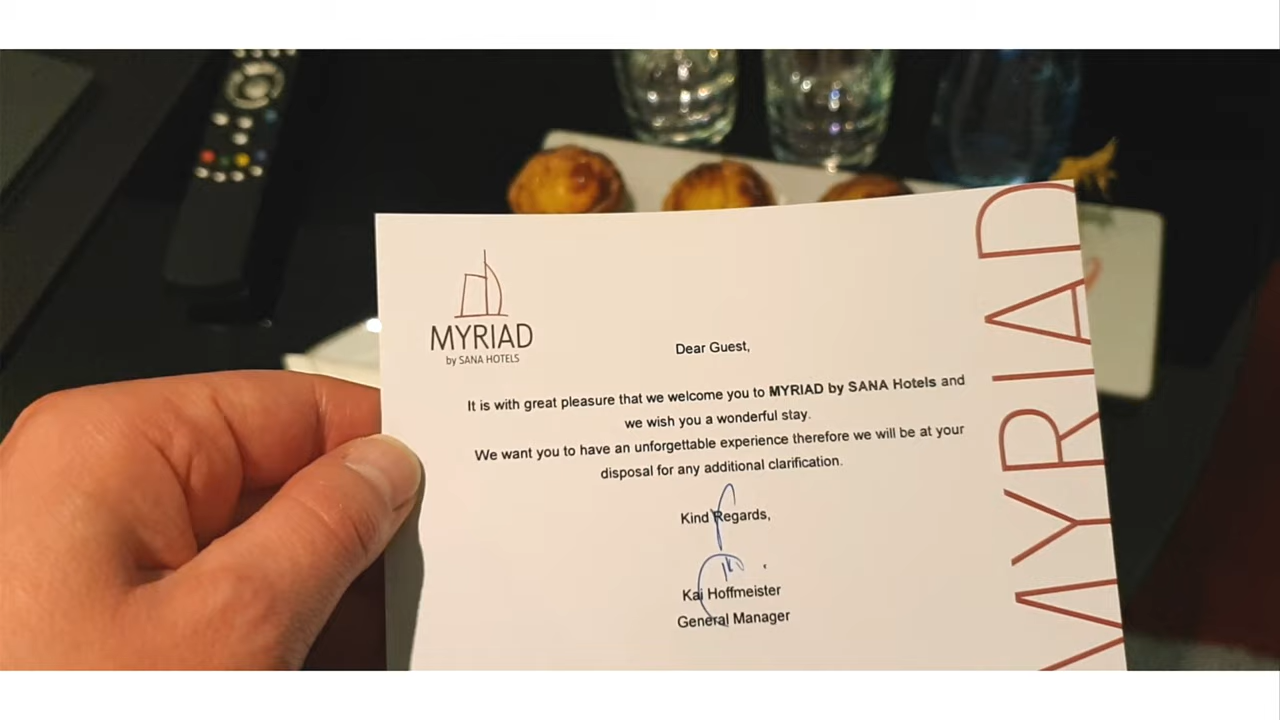 MYRIAD
by SANA HOTELS
Dear Guest,
It is with great pleasure that we welcome you to MYRIAD by SANA Hotels and
we wish you a wonderful stay.
We want you to have an unforgettable experience therefore we will be at your
disposal for any additional clarification.
Kind Regards,
Kai Hoffmeister
General Manager
MYRIAD